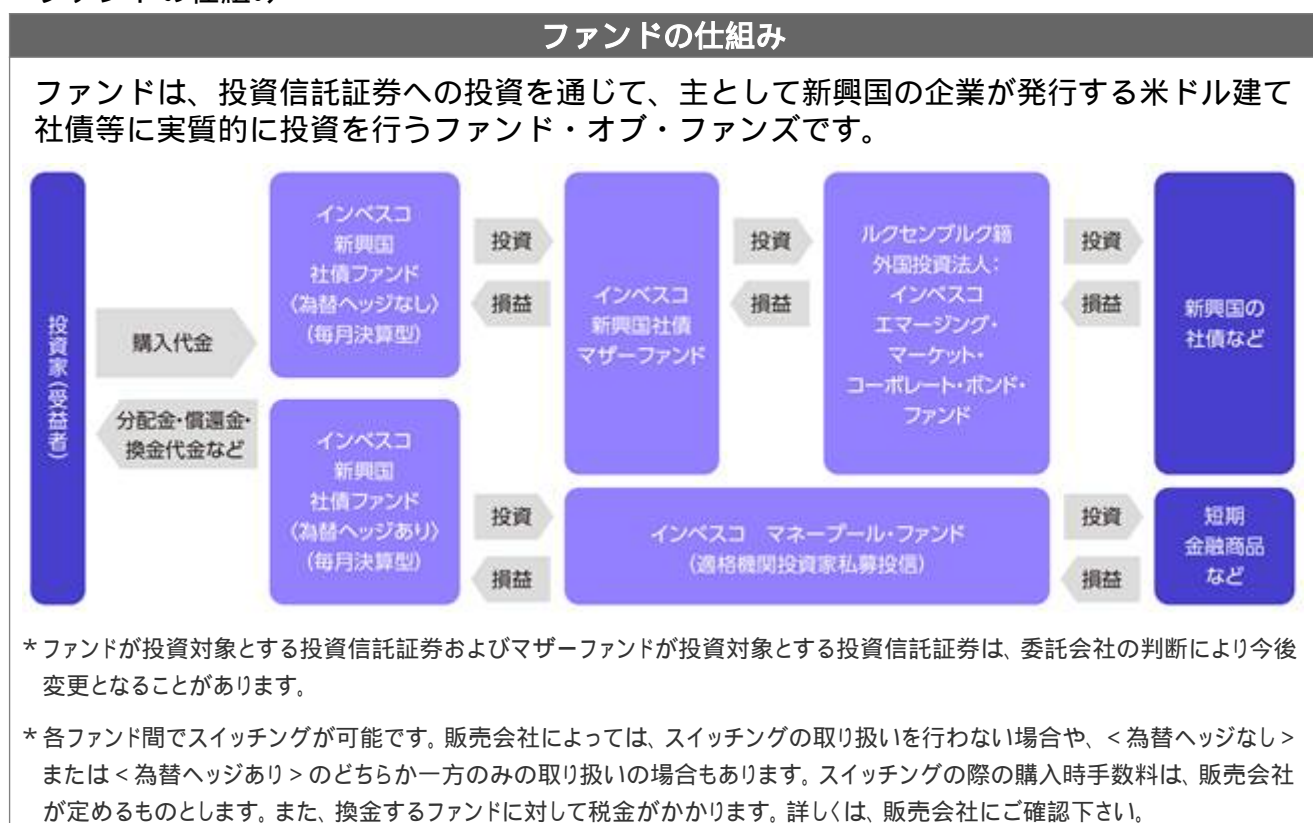 ファンドの仕組み
ファンドの仕組み
ファンドは、投資信託証券への投資を通じて、主として新興国の企業が発行する米ドル建て
社債等に実質的に投資を行うファンド・オブ・ファンズです。
投資家(受益者)
購入代金
分配金・償還金・
換金代金など
インベスコ
新興国
社債ファンド
〈為替ヘッジなし〉
(毎月決算型)
インベスコ
新興国
社債ファンド
〈為替ヘッジあり〉
(毎月決算型)
投資
損益
投資
損益
インベスコ
新興国社債
マザーファンド
投資
損益
ルクセンブルク籍
外国投資法人:
インベスコ
エマージング・
マーケット・
コーポレート・ボンド・
ファンド
インベスコ マネープール・ファンド
(適格機関投資家私募投信)
投資
損益
投資
損益
新興国の
社債など
短期
金融商品
など
*ファンドが投資対象とする投資信託証券およびマザーファンドが投資対象とする投資信託証券は、委託会社の判断により今後
変更となることがあります。
*各ファンド間でスイッチングが可能です。販売会社によっては、スイッチングの取り扱いを行わない場合や、<為替ヘッジなし>
または<為替ヘッジあり>のどちらか一方のみの取り扱いの場合もあります。スイッチングの際の購入時手数料は、販売会社
が定めるものとします。また、換金するファンドに対して税金がかかります。詳しくは、販売会社にご確認下さい。